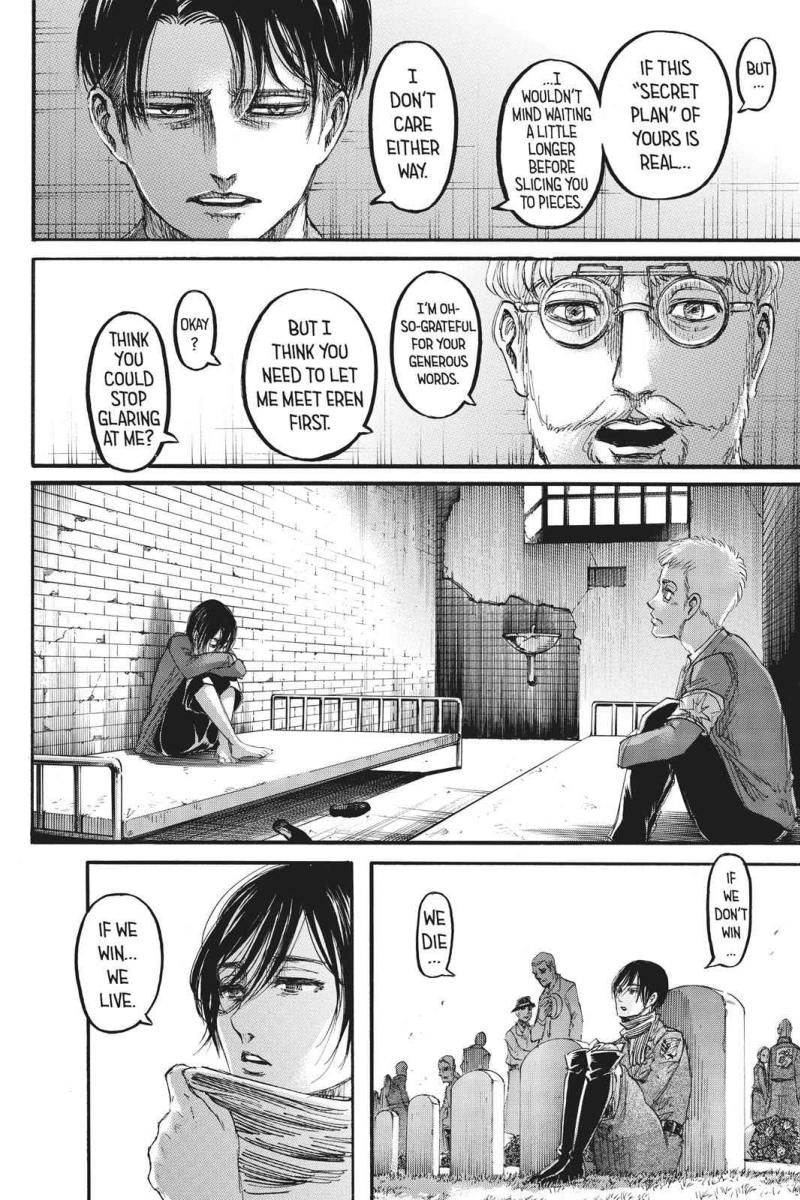 BUT
...
IF THIS
"SECRET
PLAN" OF
YOURS IS
REAL...
...I
WOULDN'T
MIND WAITING
A LITTLE
LONGER
BEFORE
SLICING YOU
TO PIECES.
I
DON'T
CARE
EITHER
WAY.
I'M OH-
SO-GRATEFUL
FOR YOUR
GENEROUS
WORDS.
BUT I
THINK YOU
NEED TO LET
ME MEET EREN
FIRST.
OKAY
?
THINK
YOU
COULD
STOP
GLARING
AT ME?
IF
WE
DON'T
WIN
...
WE
DIE
...
IF WE
WIN...
WE
LIVE.